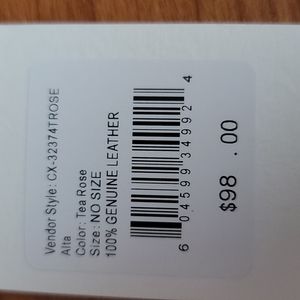 Vendor Style: CX-32374TROSE
Alta
Color: Tea Rose
Size: NO SIZE
100% GENUINE LEATHER
6 04599 34992 4
$98 .00